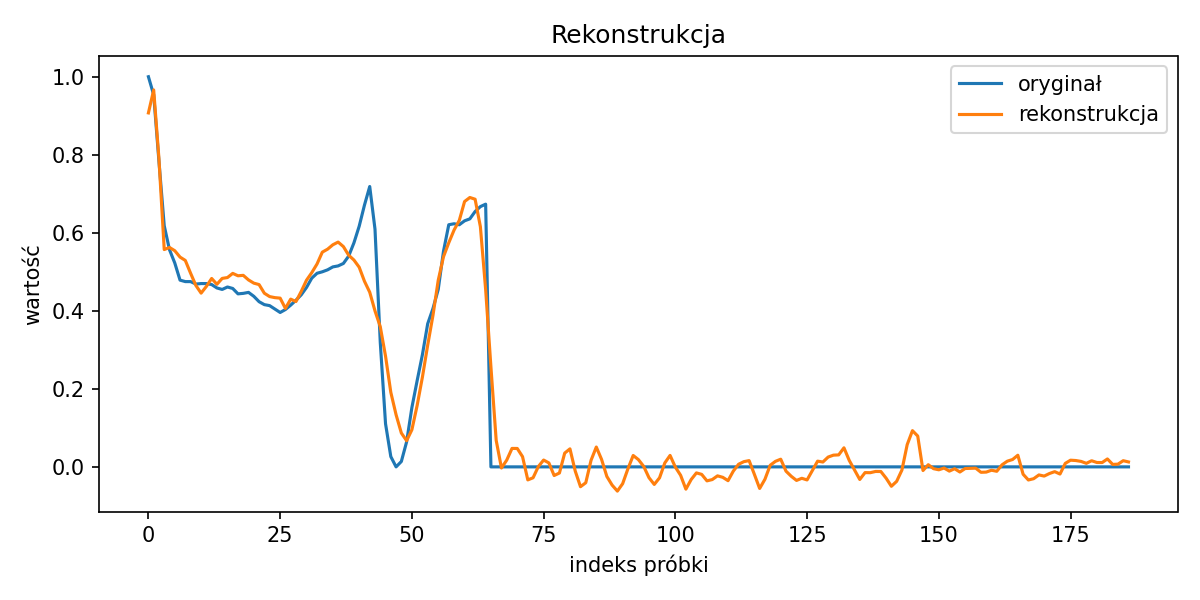 Rekonstrukcja
oryginał
rekonstrukcja
wartość
1.0
0.8
0.6
0.4
0.2
0.0
0 25 50 75 100 125 150 175
indeks próbki